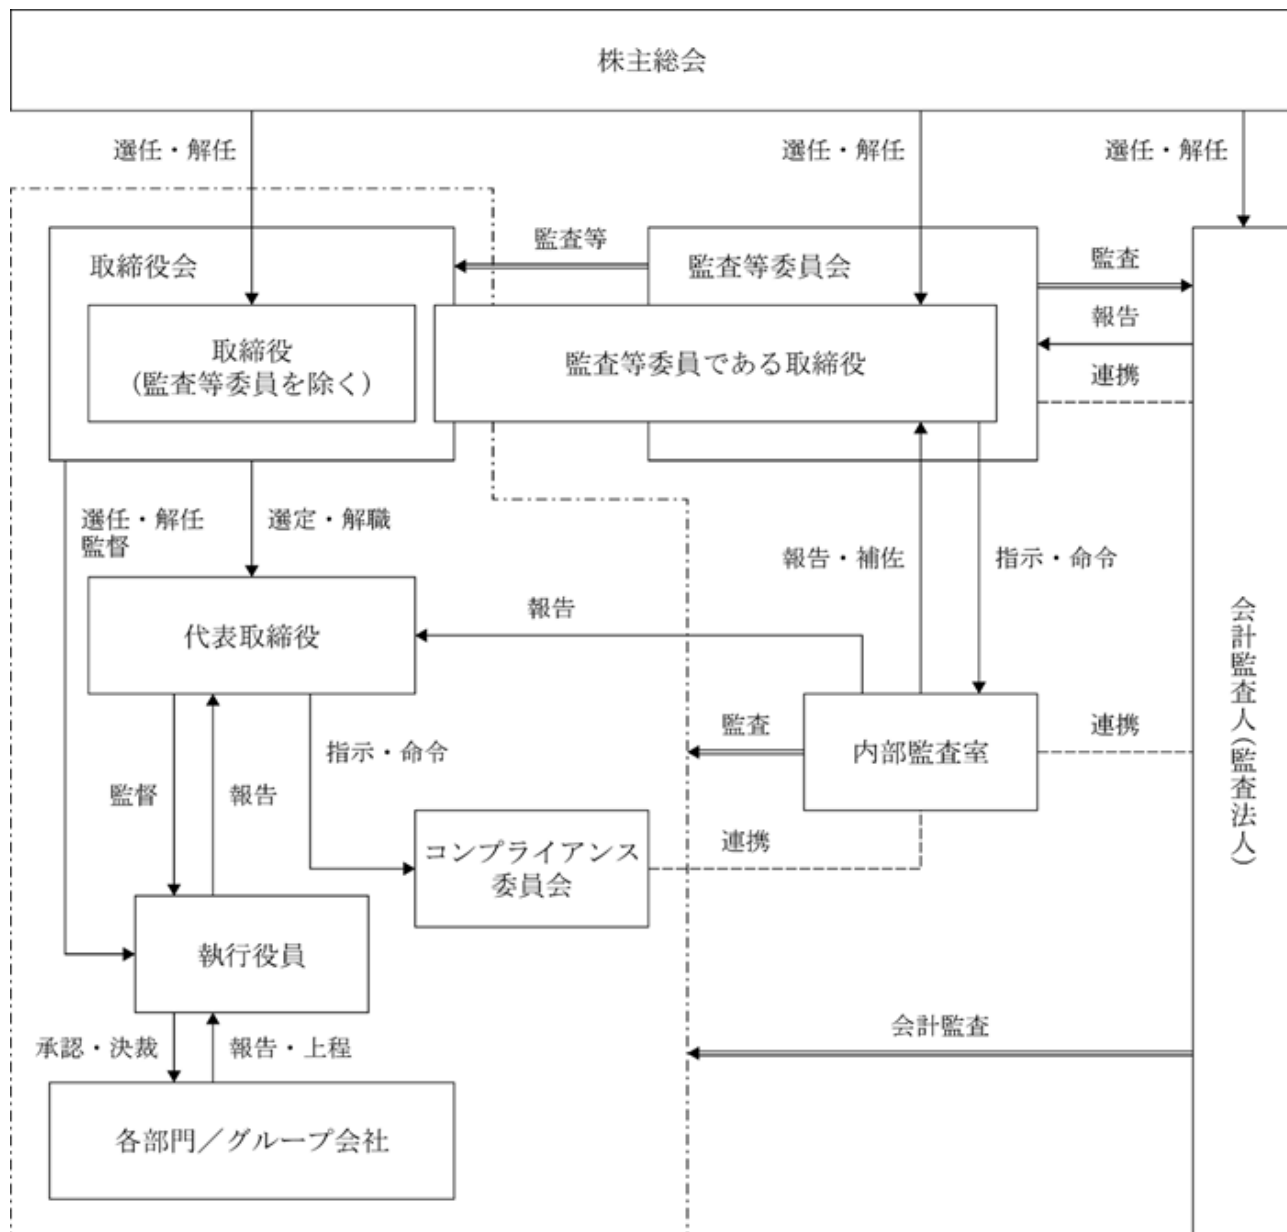 株主総会
選任・解任
選任・解任
選任・解任
取締役会
監査等
監査等委員会
監査
報告
取締役
（監査等委員を除く）
監査等委員である取締役
連携
選任・解任
監督
選定・解職
報告・補佐
指示・命令
代表取締役
報告
会計監査人（監査法人）
監査
内部監査室
連携
指示・命令
監督
報告
コンプライアンス
委員会
連携
執行役員
会計監査
承認・決裁
報告・上程
各部門／グループ会社